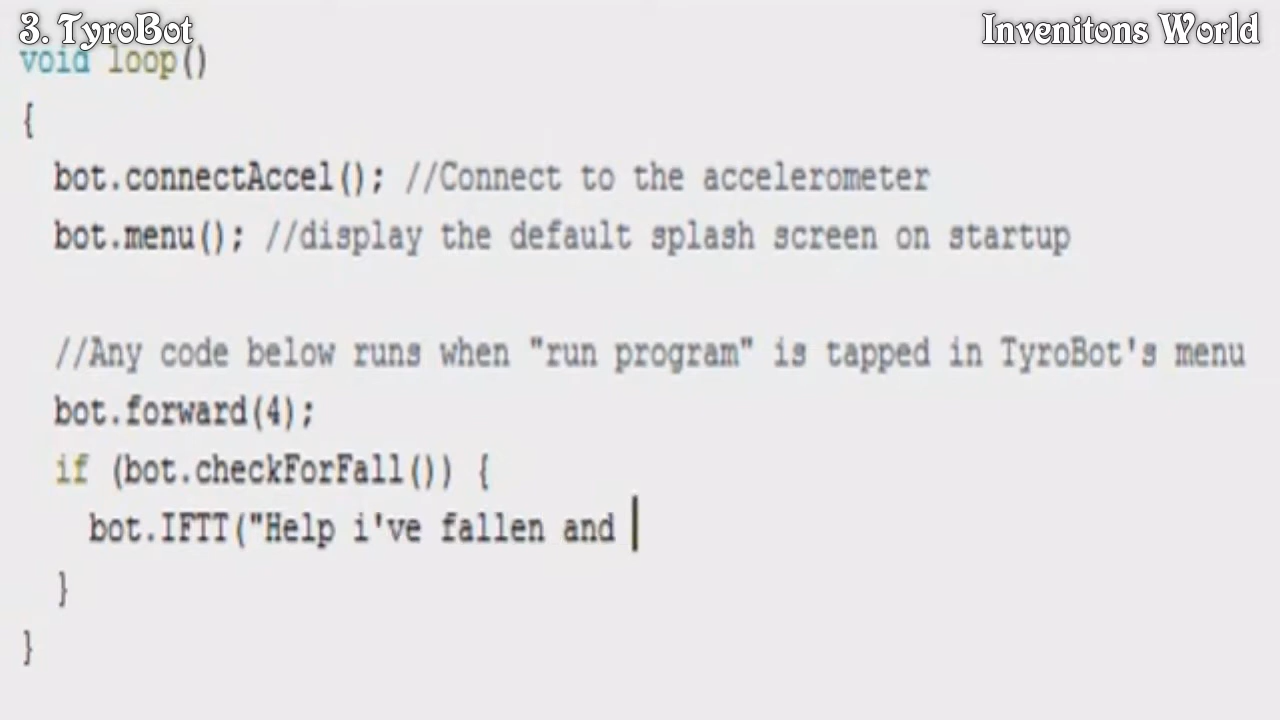 3. TyroBot
Invenitons World
void loop()
{
bot.connectAccel(); //Connect to the accelerometer
bot.menu(); //display the default splash screen on startup
//Any code below runs when "run program" is tapped in TyroBot's menu
bot.forward(4);
if (bot.checkForFall()) {
bot.IFTT("Help i've fallen and
}
}